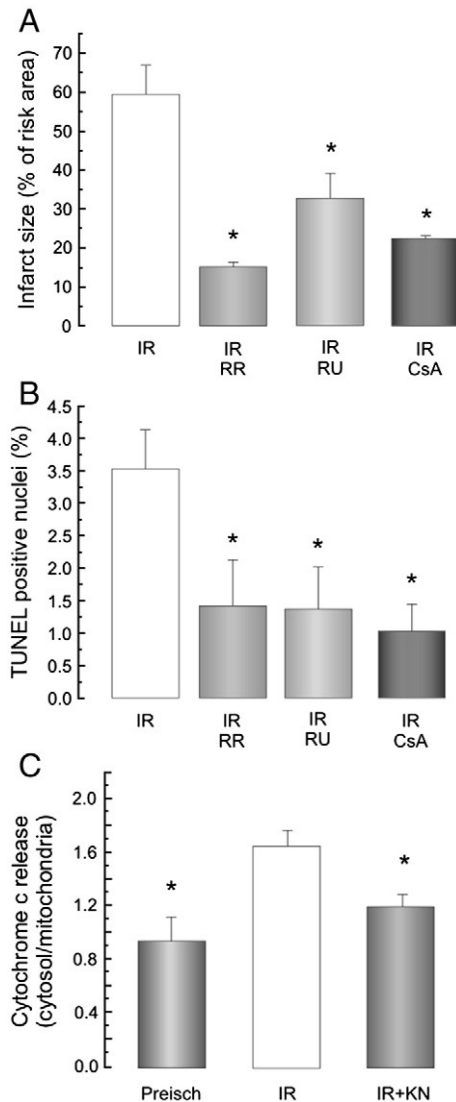 A
Infarct size (% of risk area)
70
60
50
40
30
20
10
0
*
*
*
IR
IR
RR
IR
RU
IR
CsA
B
TUNEL positive nuclei (%)
4.5
4.0
3.5
3.0
2.5
2.0
1.5
1.0
0.5
0.0
*
*
*
IR
IR
RR
IR
RU
IR
CsA
C
Cytochrome c release
(cytosol/mitochondria)
2.0
1.6
1.2
0.8
0.4
0.0
*
*
Preisch
IR
IR+KN